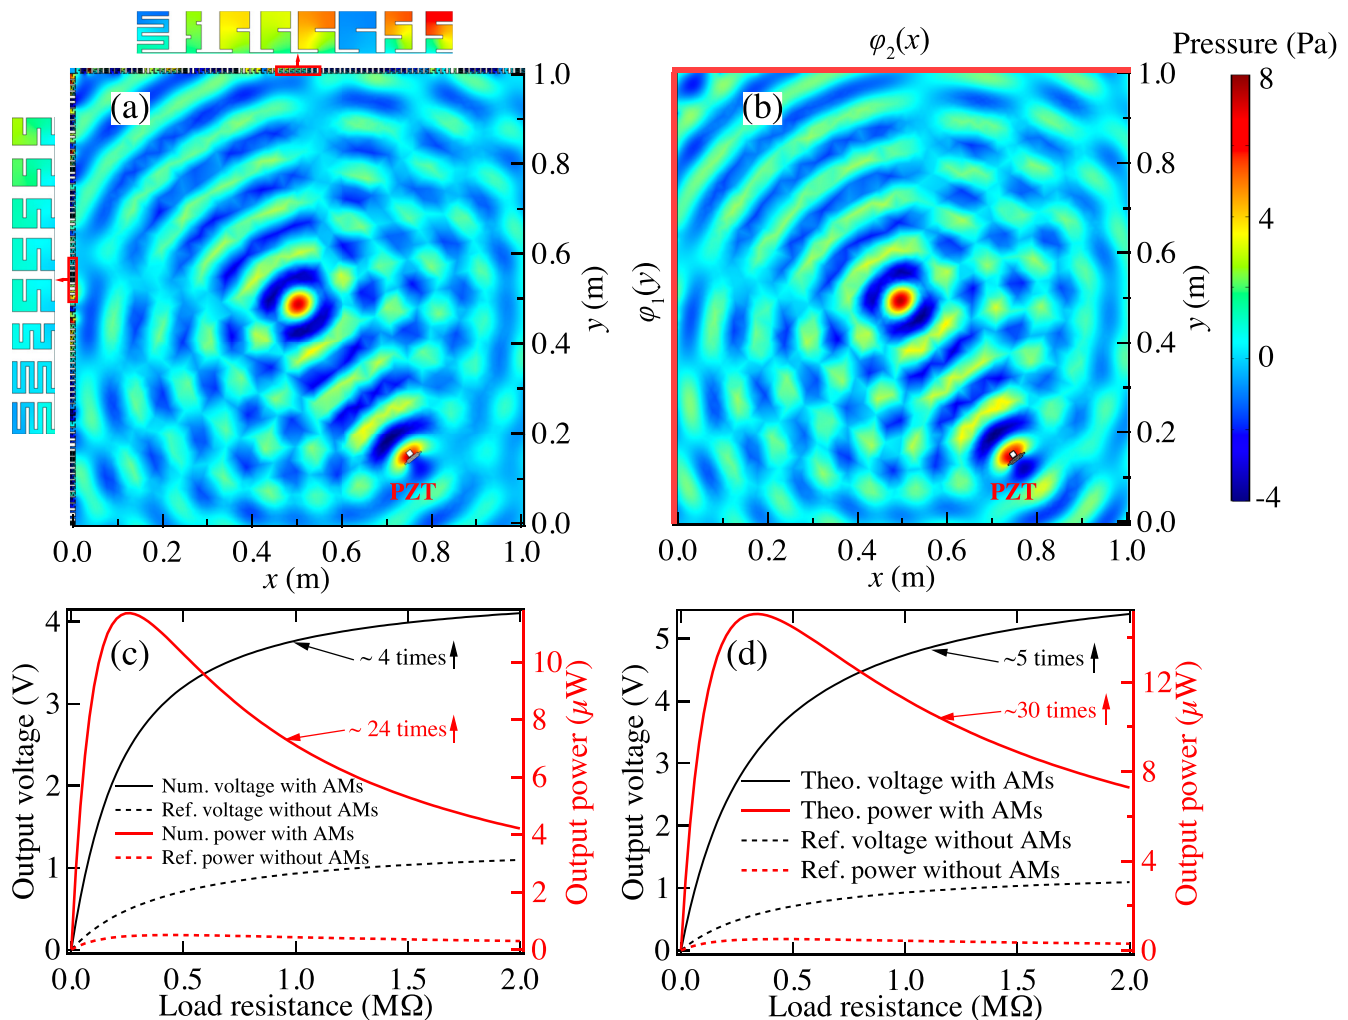 φ₂(x)
Pressure (Pa)
(a)
1.0
0.8
0.6
0.4
0.2
0.0
y (m)
PZT
0.0 0.2 0.4 0.6 0.8 1.0
x (m)
φ₁(y)
(b)
1.0
0.8
0.6
0.4
0.2
0.0
y (m)
PZT
0.0 0.2 0.4 0.6 0.8 1.0
x (m)
8
4
0
-4
(c)
Output voltage (V)
4
3
2
1
0
~ 4 times
~ 24 times
Num. voltage with AMs
Ref. voltage without AMs
Num. power with AMs
Ref. power without AMs
10
8
6
4
2
0
Output power (µW)
0.0 0.5 1.0 1.5 2.0
Load resistance (MΩ)
(d)
Output voltage (V)
5
4
3
2
1
0
~5 times
~30 times
Theo. voltage with AMs
Theo. power with AMs
Ref. voltage without AMs
Ref. power without AMs
12
8
4
0
Output power (µW)
0.0 0.5 1.0 1.5 2.0
Load resistance (MΩ)